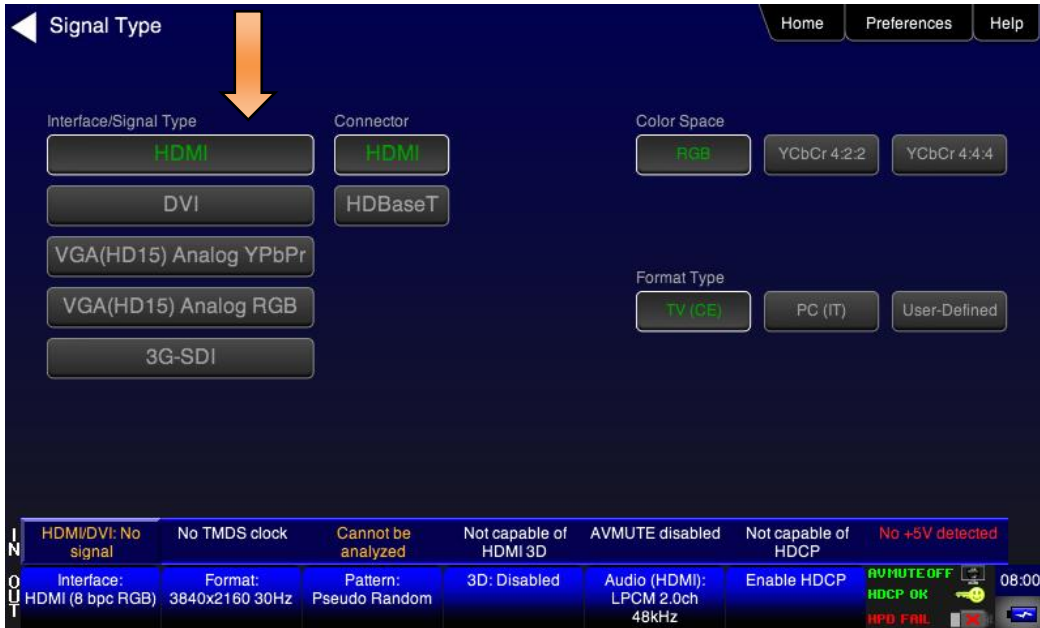 Signal Type
Home
Preferences
Help
Interface/Signal Type
Connector
Color Space
HDMI
HDMI
RGB
YCbCr 4:2:2
YCbCr 4:4:4
DVI
HDBaseT
VGA(HD15) Analog YPbPr
Format Type
VGA(HD15) Analog RGB
TV (CE)
PC (IT)
User-Defined
3G-SDI
IN
HDMI/DVI: No
signal
No TMDS clock
Cannot be
analyzed
Not capable of
HDMI 3D
AVMUTE disabled
Not capable of
HDCP
No +5V detected
OUT
Interface:
HDMI (8 bpc RGB)
Format:
3840x2160 30Hz
Pattern:
Pseudo Random
3D: Disabled
Audio (HDMI):
LPCM 2.0ch
48kHz
Enable HDCP
AVMUTEOFF
HDCP OK
HPD FAIL
08:00